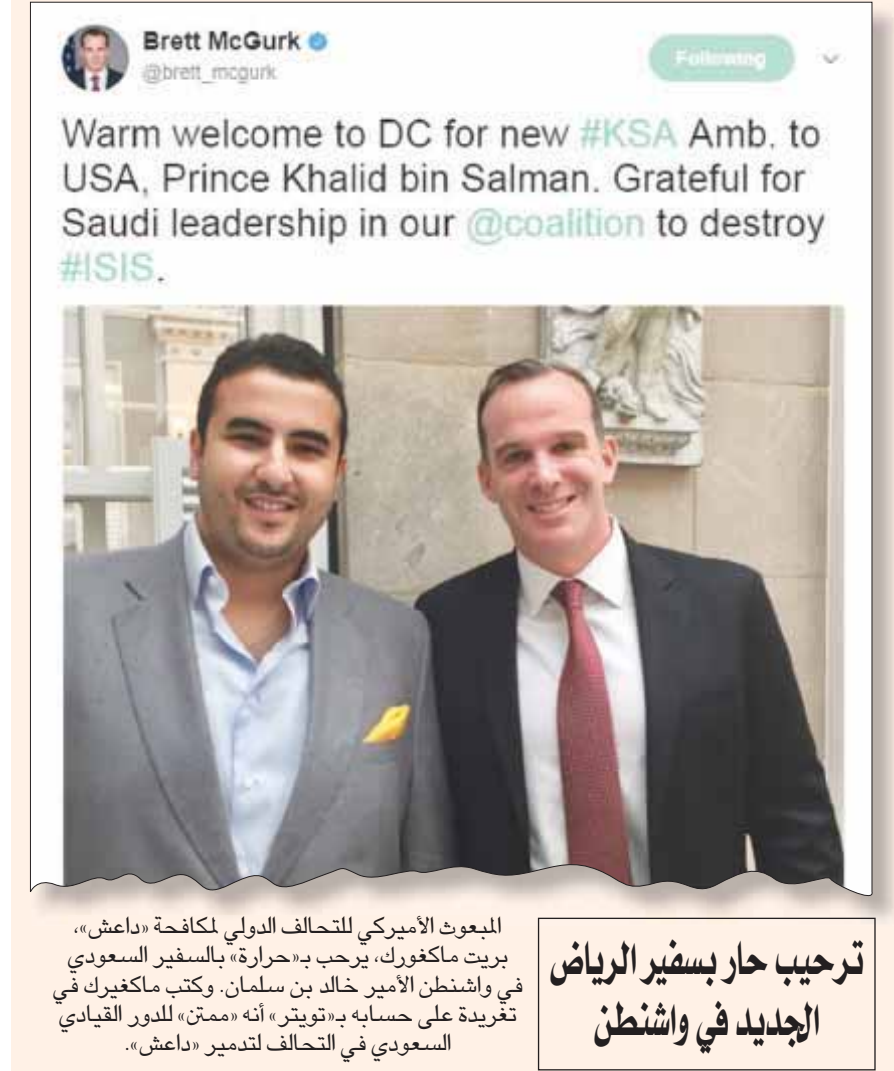 Brett McGurk
@brett_mcgurk
Following
Warm welcome to DC for new #KSA Amb. to
USA, Prince Khalid bin Salman. Grateful for
Saudi leadership in our @coalition to destroy
#ISIS.
ترحيب حار بسفير الرياض
الجديد في واشنطن
المبعوث الأميركي للتحالف الدولي لمكافحة «داعش»،
بريت ماكغورك، يرحب بـ«حرارة» بالسفير السعودي
في واشنطن الأمير خالد بن سلمان. وكتب ماكغيرك في
تغريدة على حسابه بـ«تويتر» أنه «ممتن» للدور القيادي
السعودي في التحالف لتدمير «داعش».